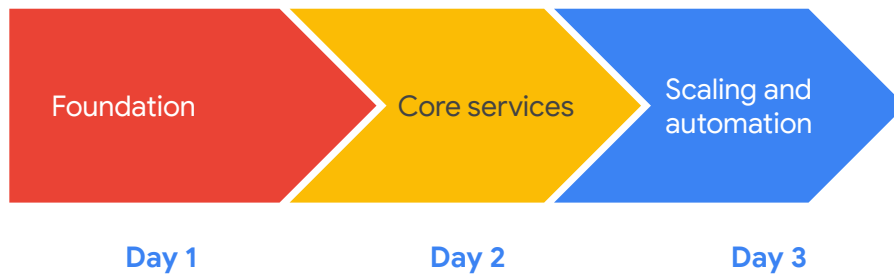 Foundation
Core services
Scaling and
automation
Day 1
Day 2
Day 3